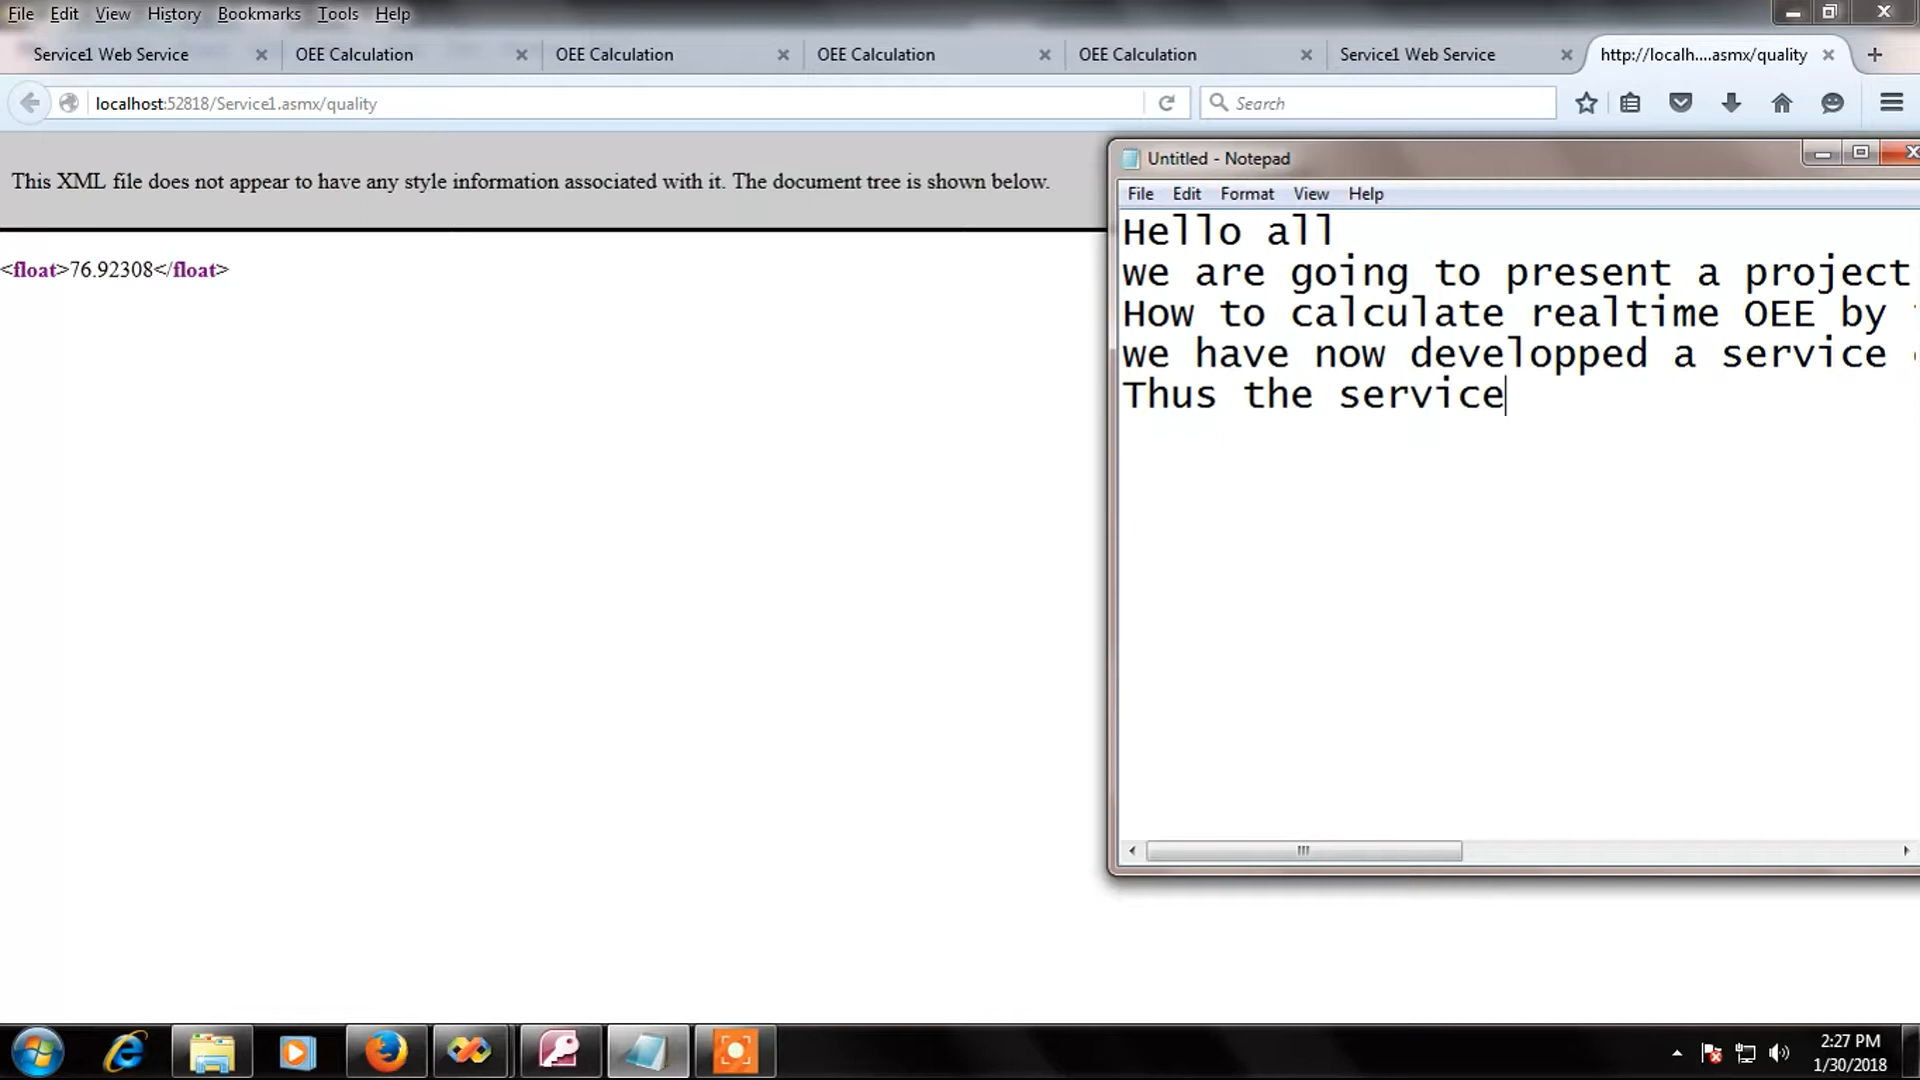 File Edit View History Bookmarks Tools Help
Service1 Web Service OEE Calculation OEE Calculation OEE Calculation OEE Calculation Service1 Web Service http://localh....asmx/quality
localhost:52818/Service1.asmx/quality Search
This XML file does not appear to have any style information associated with it. The document tree is shown below.
<float>76.92308</float>
Untitled - Notepad
File Edit Format View Help
Hello all
we are going to present a project
How to calculate realtime OEE by
we have now developped a service
Thus the service
2:27 PM
1/30/2018